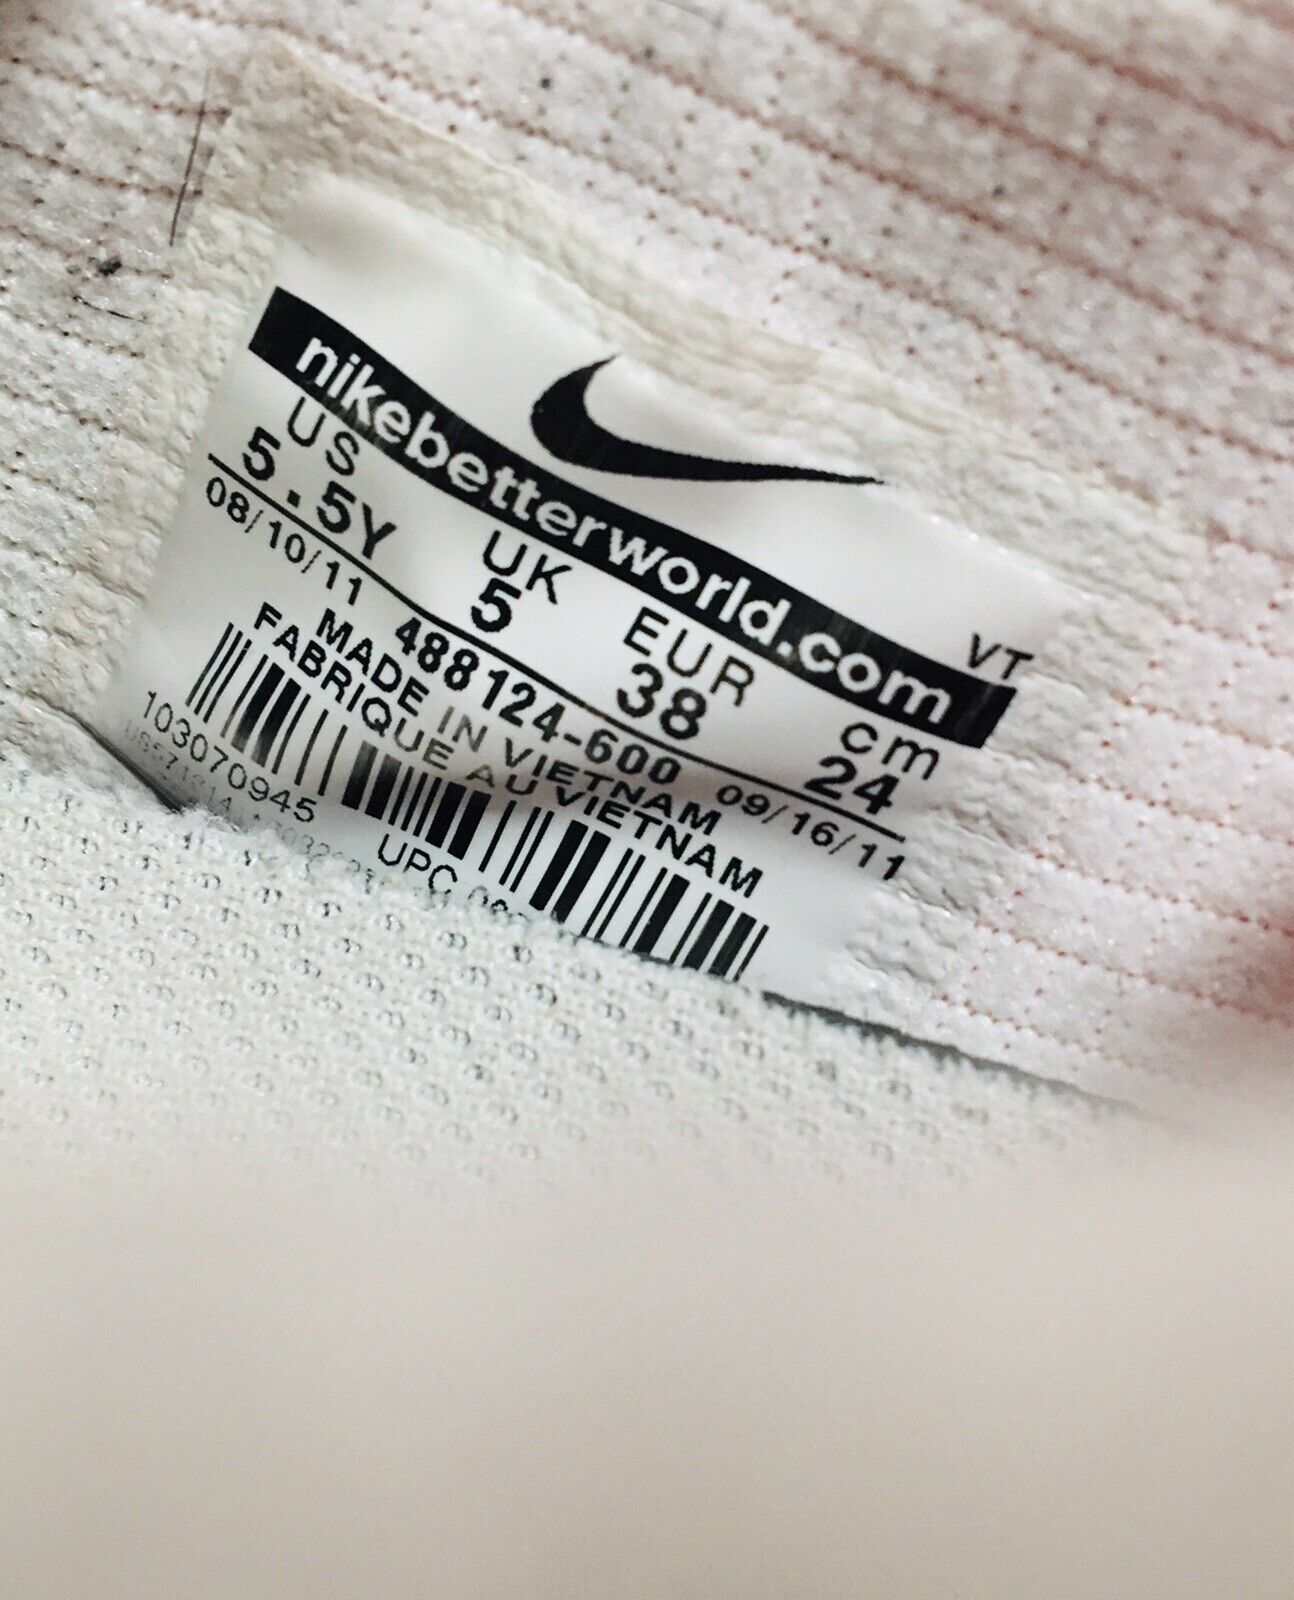 nikebetterworld.com
VT
US UK EUR cm
5.5Y 5 38 24
08/10/11 488124-600 09/16/11
MADE IN VIETNAM
FABRIQUE AU VIETNAM
103070945
UPC